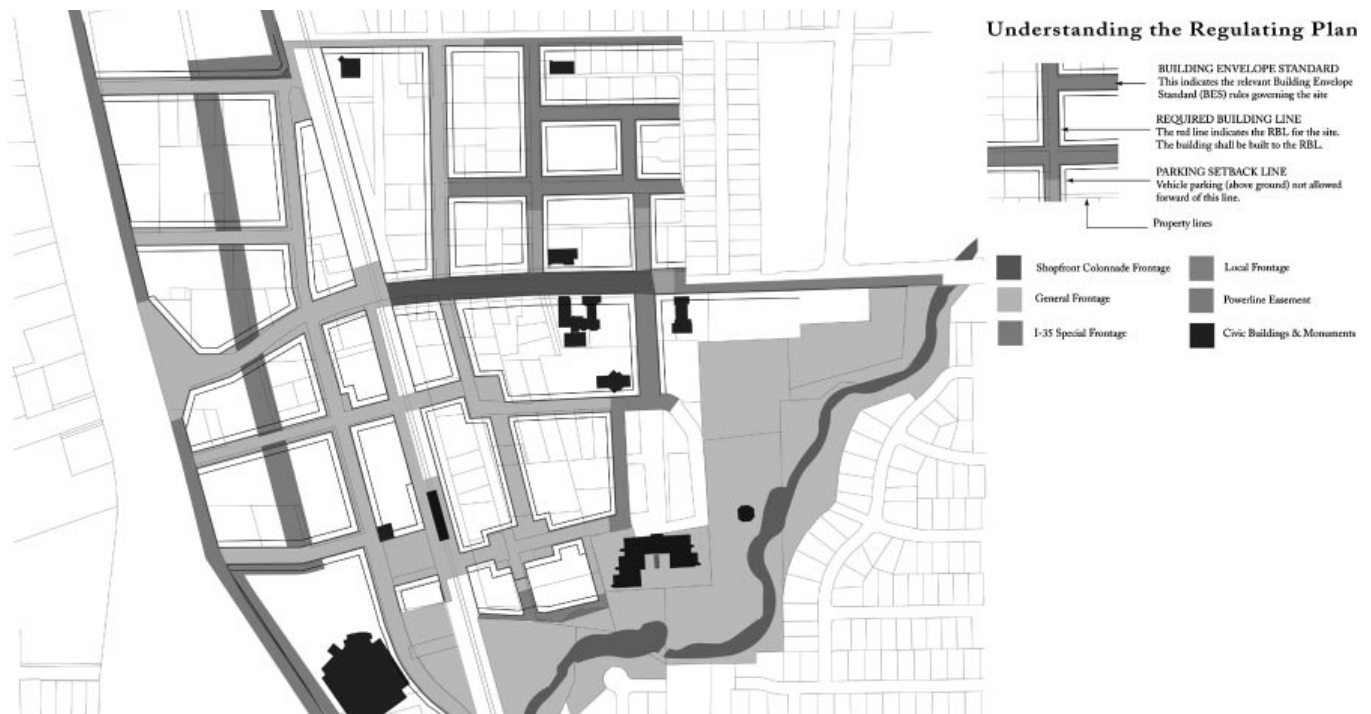 Understanding the Regulating Plan
BUILDING ENVELOPE STANDARD
This indicates the relevant Building Envelope
Standard (BES) rules governing the site
REQUIRED BUILDING LINE
The red line indicates the RBL for the site.
The building shall be built to the RBL.
PARKING SETBACK LINE
Vehicle parking (above ground) not allowed
forward of this line.
Property lines
Shopfront Colonnade Frontage
Local Frontage
General Frontage
Powerline Easement
I-35 Special Frontage
Civic Buildings & Monuments